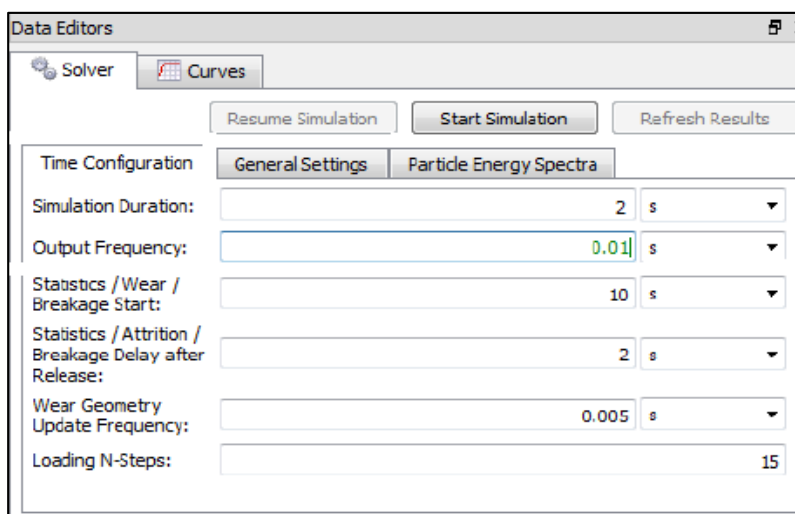 Data Editors
Solver Curves
Resume Simulation Start Simulation Refresh Results
Time Configuration General Settings Particle Energy Spectra
Simulation Duration: 2 s
Output Frequency: 0.01 s
Statistics / Wear /
Breakage Start: 10 s
Statistics / Attrition /
Breakage Delay after 2 s
Release:
Wear Geometry
Update Frequency: 0.005 s
Loading N-Steps: 15